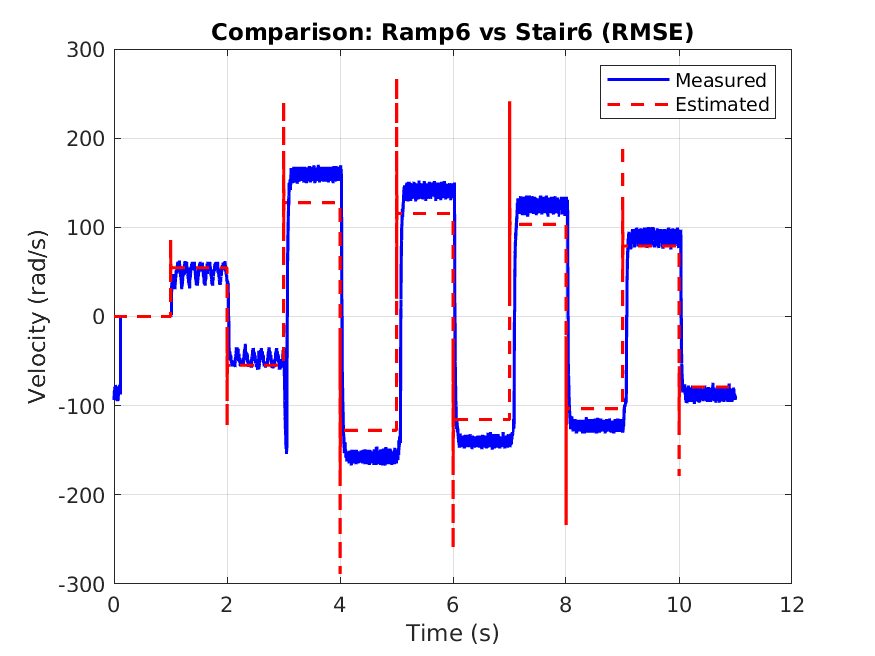 Comparison: Ramp6 vs Stair6 (RMSE)
Measured
Estimated
Velocity (rad/s)
300
200
100
0
-100
-200
-300
0 2 4 6 8 10 12
Time (s)